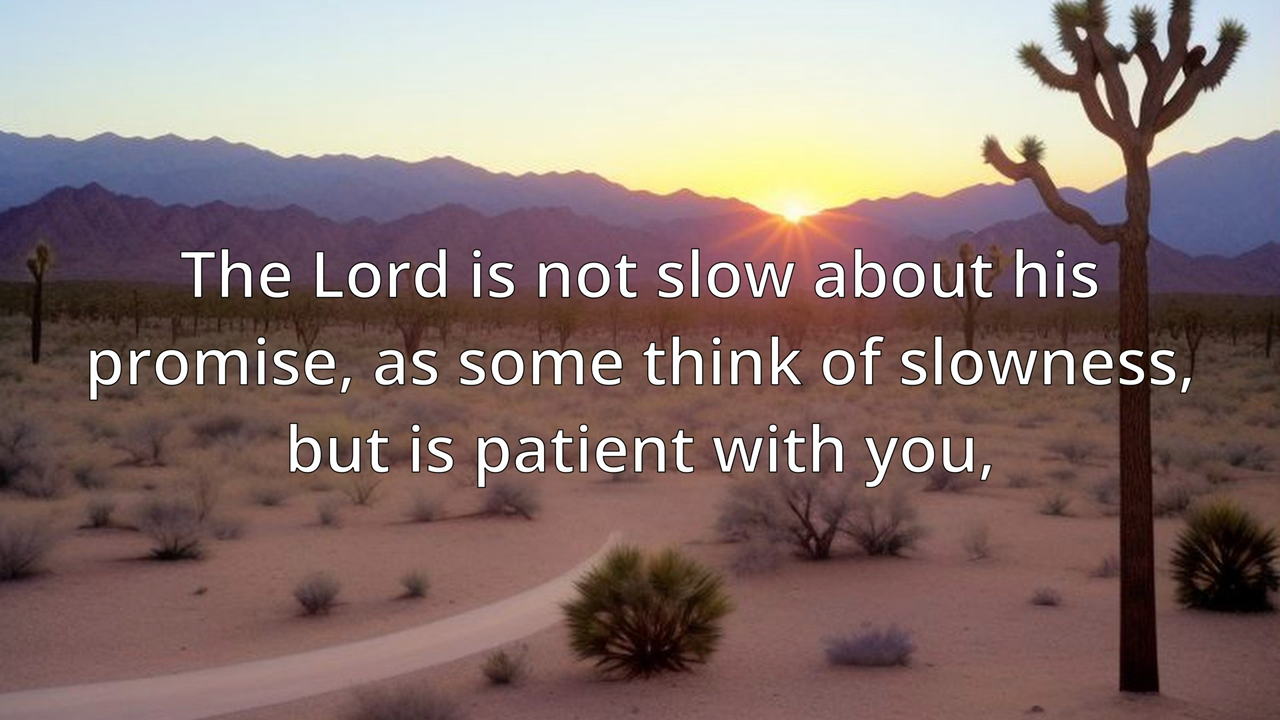 The Lord is not slow about his
promise, as some think of slowness,
but is patient with you,